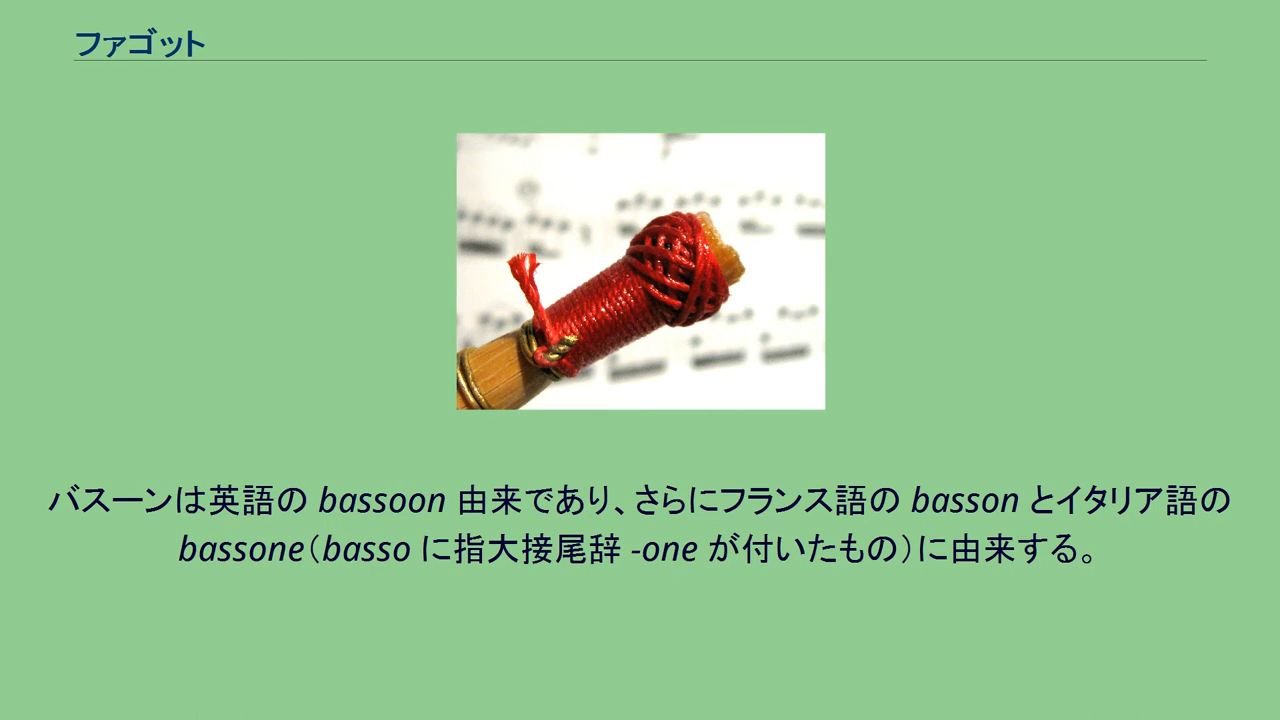 ファゴット
バスーンは英語の bassoon 由来であり、さらにフランス語の basson とイタリア語の
bassone（basso に指大接尾辞 -one が付いたもの）に由来する。